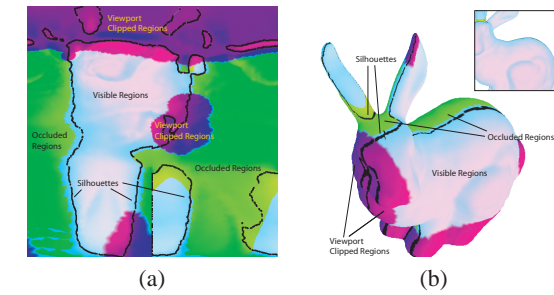 Viewport
Clipped Regions
Visible Regions
Viewport
Clipped Regions
Occluded
Regions
Occluded Regions
Silhouettes
(a)
Silhouettes
Occluded Regions
Visible Regions
Viewport
Clipped Regions
(b)